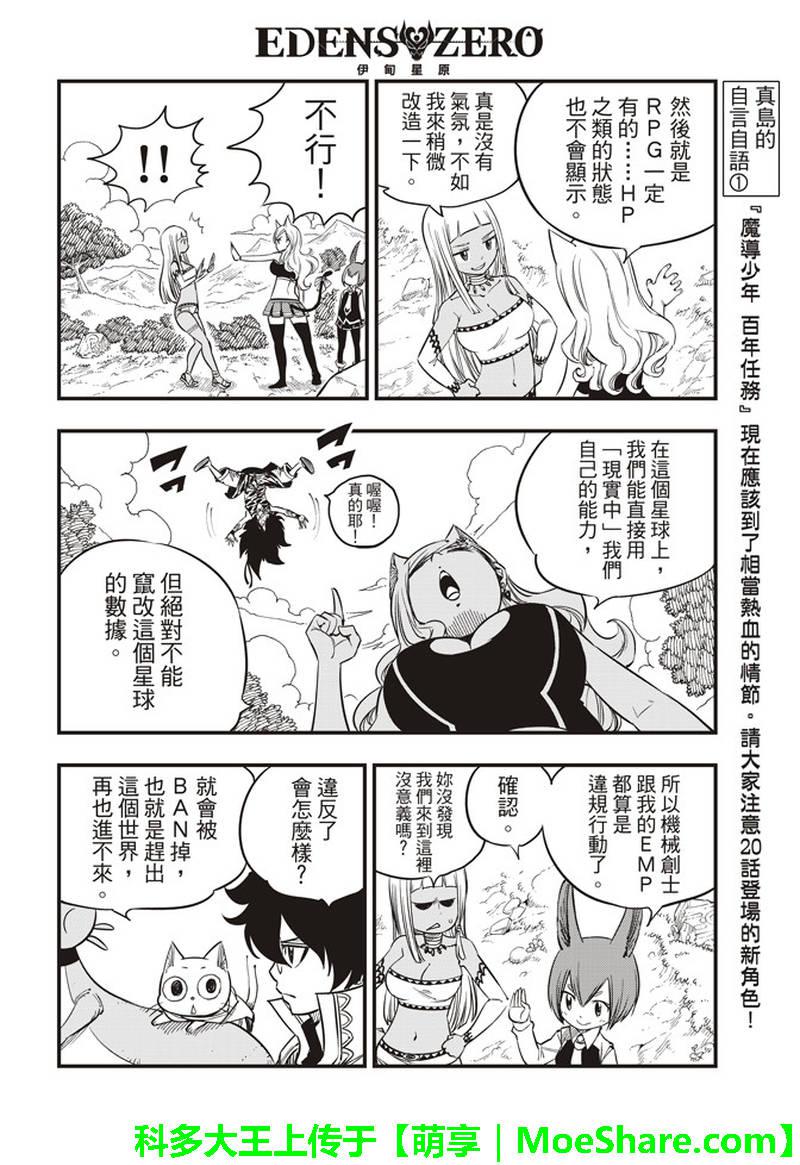 EDENS ZERO
伊甸星原
真島的
自言自語①
『魔導少年 百年任務』現在應該到了相當熱血的情節。請大家注意20話登場的新角色！
然後就是
RPG一定
有的……HP
之類的狀態
也不會顯示。
真是沒有
氣氛，不如
我來稍微
改造一下。
不行！
!!
在這個星球上，
我們能直接用
「現實中」我們
自己的能力，
喔喔！
真的耶！
但絕對不能
竄改這個星球
的數據。
所以機械創士
跟我的EMP
都算是
違規行動了。
確認。
妳沒發現
我們來到這裡
沒意義嗎？
違反了
會怎麼樣？
就會被
BAN掉，
也就是趕出
這個世界，
再也進不來。
科多大王上传于【萌享 | MoeShare.com】